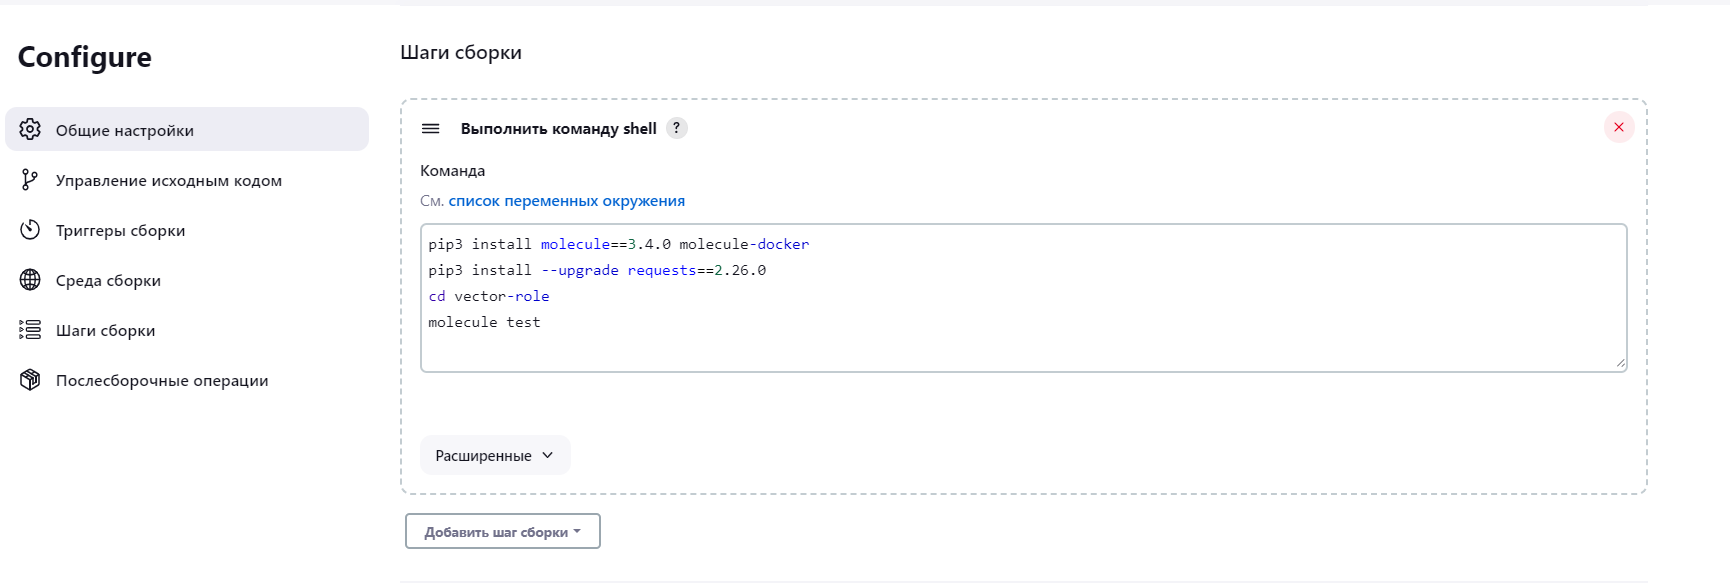 Configure
Общие настройки
Управление исходным кодом
Триггеры сборки
Среда сборки
Шаги сборки
Послесборочные операции
Шаги сборки
Выполнить команду shell ?
Команда
См. список переменных окружения
pip3 install molecule==3.4.0 molecule-docker
pip3 install --upgrade requests==2.26.0
cd vector-role
molecule test
Расширенные
Добавить шаг сборки